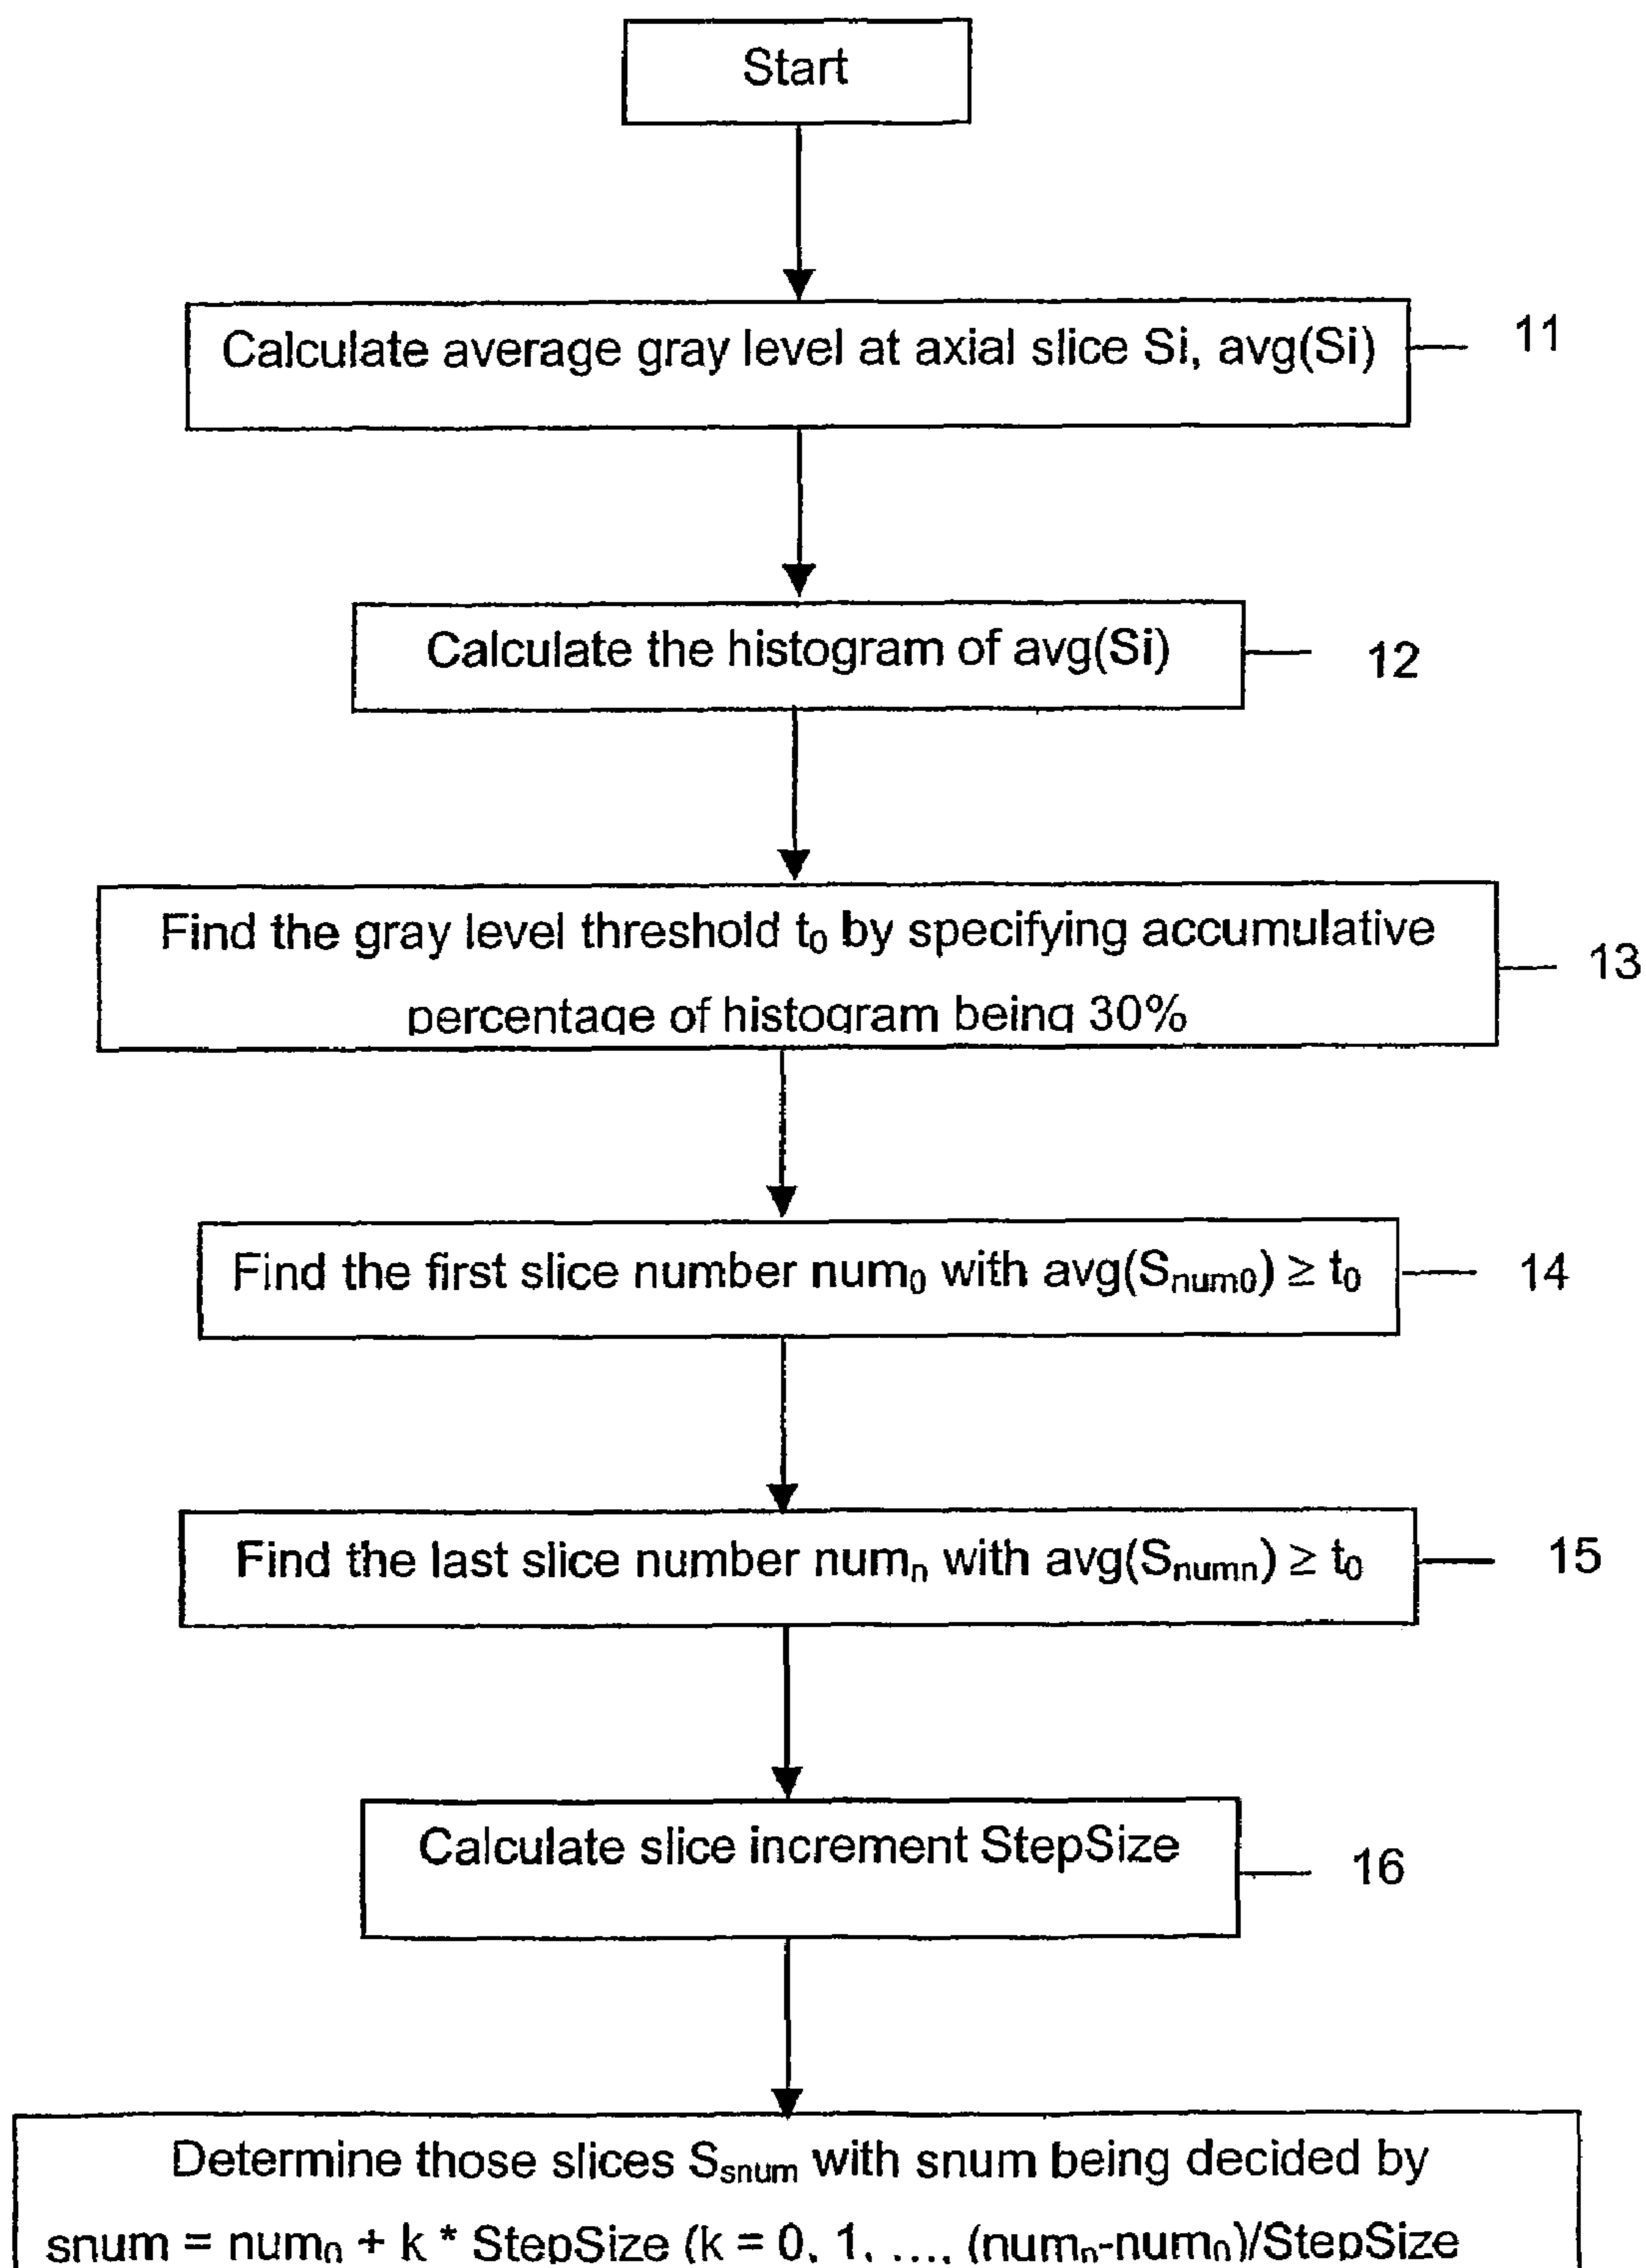 Start
Calculate average gray level at axial slice Si, avg(Si)
11
Calculate the histogram of avg(Si)
12
Find the gray level threshold t₀ by specifying accumulative
percentage of histogram being 30%
13
Find the first slice number num₀ with avg(Sₙᵤₘ₀) ≥ t₀
14
Find the last slice number numₙ with avg(Sₙᵤₘₙ) ≥ t₀
15
Calculate slice increment StepSize
16
Determine those slices Sₛₙᵤₘ with snum being decided by
snum = num₀ + k * StepSize (k = 0, 1, ..., (numₙ-num₀)/StepSize